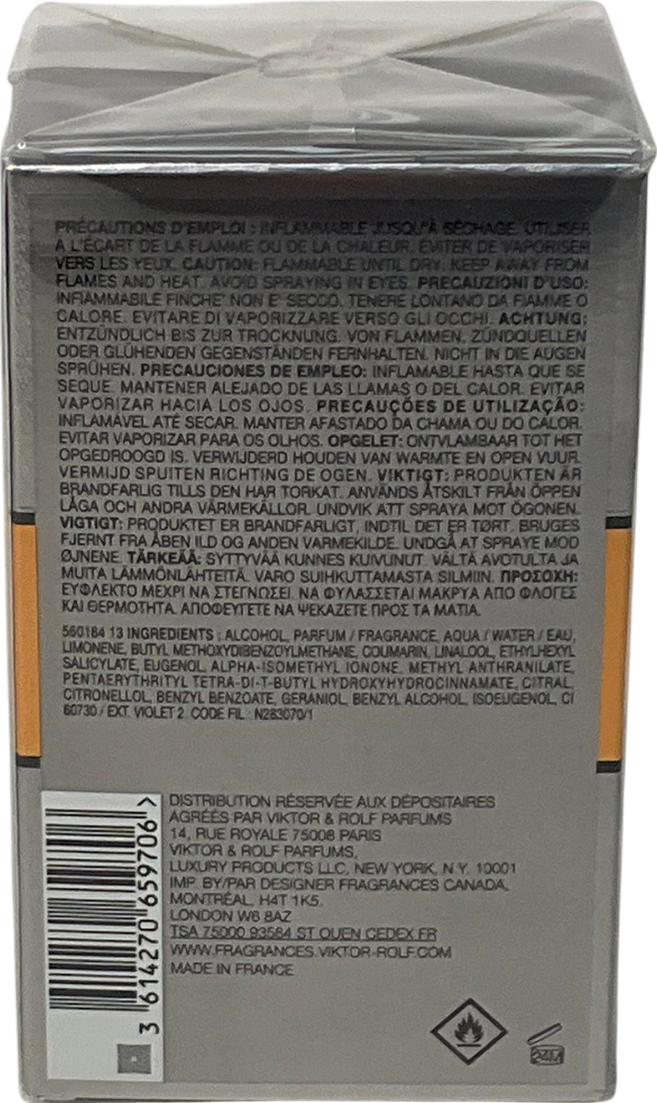 PRÉCAUTIONS D'EMPLOI : INFLAMMABLE JUSQU'À SÉCHAGE. UTILISER
À L'ÉCART DE LA FLAMME OU DE LA CHALEUR. ÉVITER DE VAPORISER
VERS LES YEUX. CAUTION: FLAMMABLE UNTIL DRY. KEEP AWAY FROM
FLAMES AND HEAT. AVOID SPRAYING IN EYES. PRECAUZIONI D'USO:
INFIAMMABILE FINCHE' NON E' SECCO. TENERE LONTANO DA FIAMME O
CALORE. EVITARE DI VAPORIZZARE VERSO GLI OCCHI. ACHTUNG:
ENTZÜNDLICH BIS ZUR TROCKNUNG. VON FLAMMEN, ZÜNDQUELLEN
ODER GLÜHENDEN GEGENSTÄNDEN FERNHALTEN. NICHT IN DIE AUGEN
SPRÜHEN. PRECAUCIONES DE EMPLEO: INFLAMABLE HASTA QUE SE
SEQUE. MANTENER ALEJADO DE LAS LLAMAS O DEL CALOR. EVITAR
VAPORIZAR HACIA LOS OJOS. PRECAUÇÕES DE UTILIZAÇÃO:
INFLAMÁVEL ATÉ SECAR. MANTER AFASTADO DA CHAMA OU DO CALOR.
EVITAR VAPORIZAR PARA OS OLHOS. OPGELET: ONTVLAMBAAR TOT HET
OPGEDROOGD IS. VERWIJDERD HOUDEN VAN WARMTE EN OPEN VUUR.
VERMIJD SPUITEN RICHTING DE OGEN. VIKTIGT: PRODUKTEN ÄR
BRANDFARLIG TILLS DEN HAR TORKAT. ANVÄNDS ÅTSKILT FRÅN ÖPPEN
LÅGA OCH ANDRA VÄRMEKÄLLOR. UNDVIK ATT SPRAYA MOT ÖGONEN.
VIGTIGT: PRODUKTET ER BRANDFARLIGT, INDTIL DET ER TØRT. BRUGES
FJERNT FRA ÅBEN ILD OG ANDEN VARMEKILDE. UNDGÅ AT SPRAYE MOD
ØJNENE. TÄRKEÄÄ: SYTTYVÄÄ KUNNES KUIVUNUT. VÄLTÄ AVOTULTA JA
MUITA LÄMMÖNLÄHTEITÄ. VARO SUIHKUTTAMASTA SILMIIN. ΠΡΟΣΟΧΗ:
ΕΥΦΛΕΚΤΟ ΜΕΧΡΙ ΝΑ ΣΤΕΓΝΩΣΕΙ. ΝΑ ΦΥΛΑΣΣΕΤΑΙ ΜΑΚΡΥΑ ΑΠΟ ΦΛΟΓΕΣ
ΚΑΙ ΘΕΡΜΟΤΗΤΑ. ΑΠΟΦΕΥΓΕΤΕ ΝΑ ΨΕΚΑΖΕΤΕ ΠΡΟΣ ΤΑ ΜΑΤΙΑ.
560184 13 INGREDIENTS : ALCOHOL, PARFUM / FRAGRANCE, AQUA / WATER / EAU,
LIMONENE, BUTYL METHOXYDIBENZOYLMETHANE, COUMARIN, LINALOOL, ETHYLHEXYL
SALICYLATE, EUGENOL, ALPHA-ISOMETHYL IONONE, METHYL ANTHRANILATE,
PENTAERYTHRITYL TETRA-DI-T-BUTYL HYDROXYHYDROCINNAMATE, CITRAL,
CITRONELLOL, BENZYL BENZOATE, GERANIOL, BENZYL ALCOHOL, ISOEUGENOL, CI
60730 / EXT. VIOLET 2. CODE FIL : N283070/1
DISTRIBUTION RÉSERVÉE AUX DÉPOSITAIRES
AGRÉÉS PAR VIKTOR & ROLF PARFUMS
14, RUE ROYALE 75008 PARIS
VIKTOR & ROLF PARFUMS,
LUXURY PRODUCTS LLC, NEW YORK, N.Y. 10001
IMP. BY/PAR DESIGNER FRAGRANCES CANADA,
MONTRÉAL, H4T 1K5.
LONDON W6 8AZ
TSA 75000 93584 ST OUEN CEDEX FR
WWW.FRAGRANCES.VIKTOR-ROLF.COM
MADE IN FRANCE
3 614270 659706 >
24M